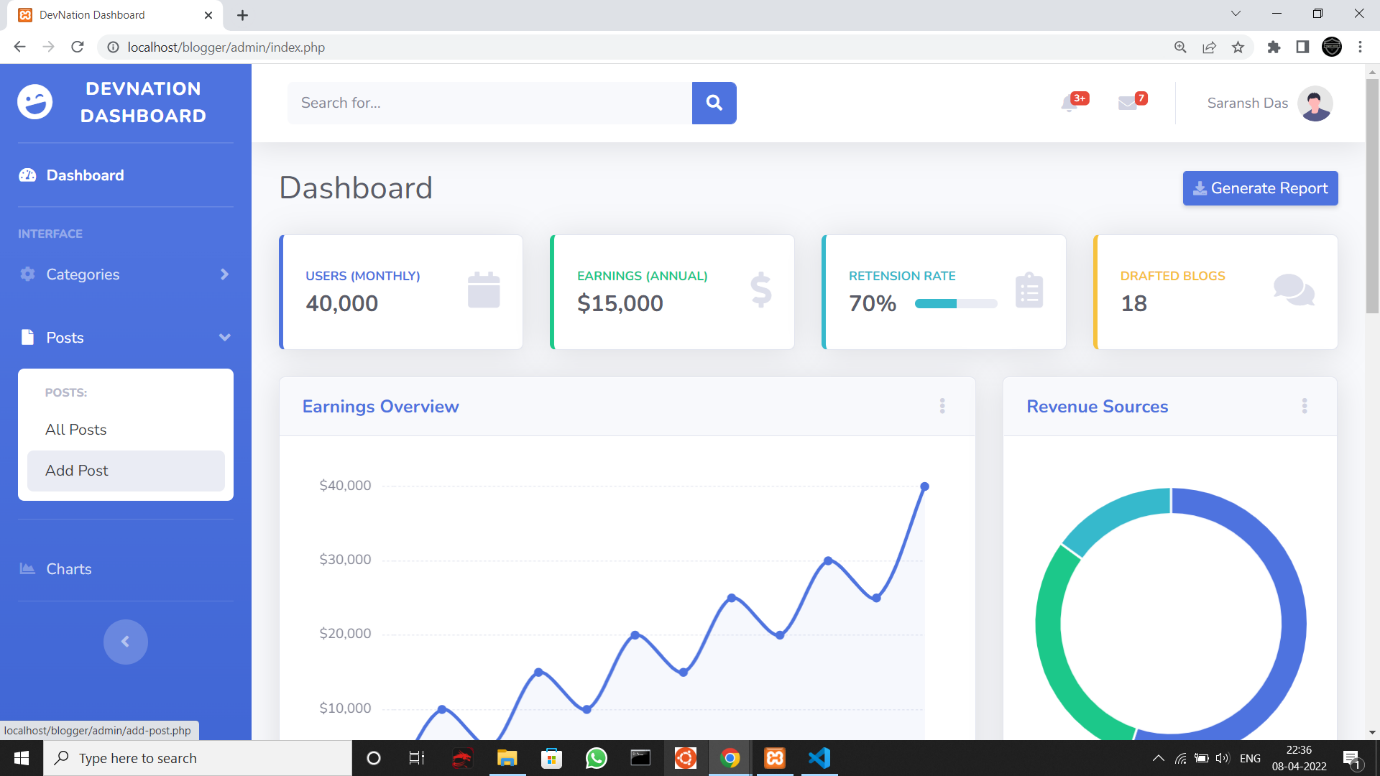 DevNation Dashboard
localhost/blogger/admin/index.php
DEVNATION
DASHBOARD
Search for...
3+
7
Saransh Das
Dashboard
INTERFACE
Categories
Posts
POSTS:
All Posts
Add Post
Charts
Dashboard
Generate Report
USERS (MONTHLY)
40,000
EARNINGS (ANNUAL)
$15,000
RETENSION RATE
70%
DRAFTED BLOGS
18
Earnings Overview
Revenue Sources
$40,000
$30,000
$20,000
$10,000
localhost/blogger/admin/add-post.php
Type here to search
ENG
22:36
08-04-2022
1